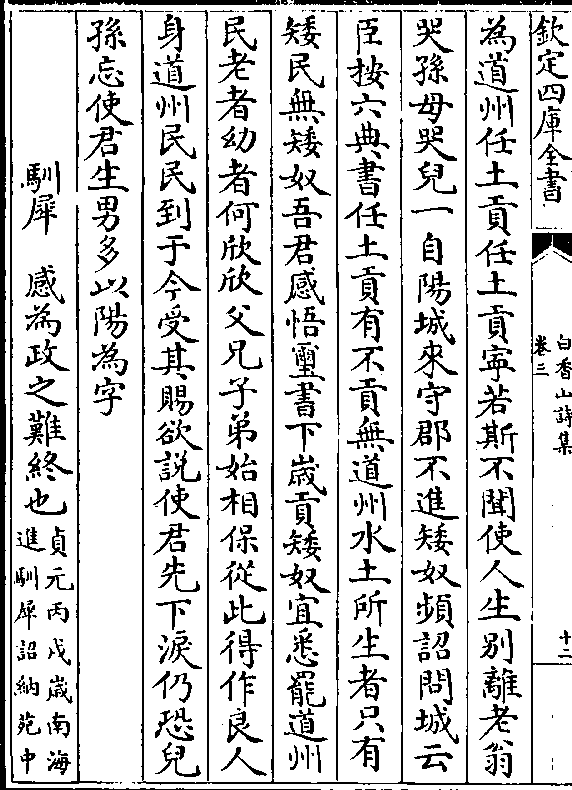 欽定四庫全書
白香山詩集
卷三
十二
為道州任土貢任土貢寜若斯不聞使人生别離老翁
哭孫母哭兒一自陽城來守郡不進矮奴頻詔問城云
臣按六典書任土貢有不貢無道州水土所生者只有
矮民無矮奴吾君感悟璽書下歲貢矮奴宜悉罷道州
民老者幼者何欣欣父兄子弟始相保從此得作良人
身道州民民到于今受其賜欲説使君先下淚仍恐兒
孫忘使君生男多以陽為字
馴犀　感為政之難終也
貞元丙戌歲南海
進馴犀詔納苑中